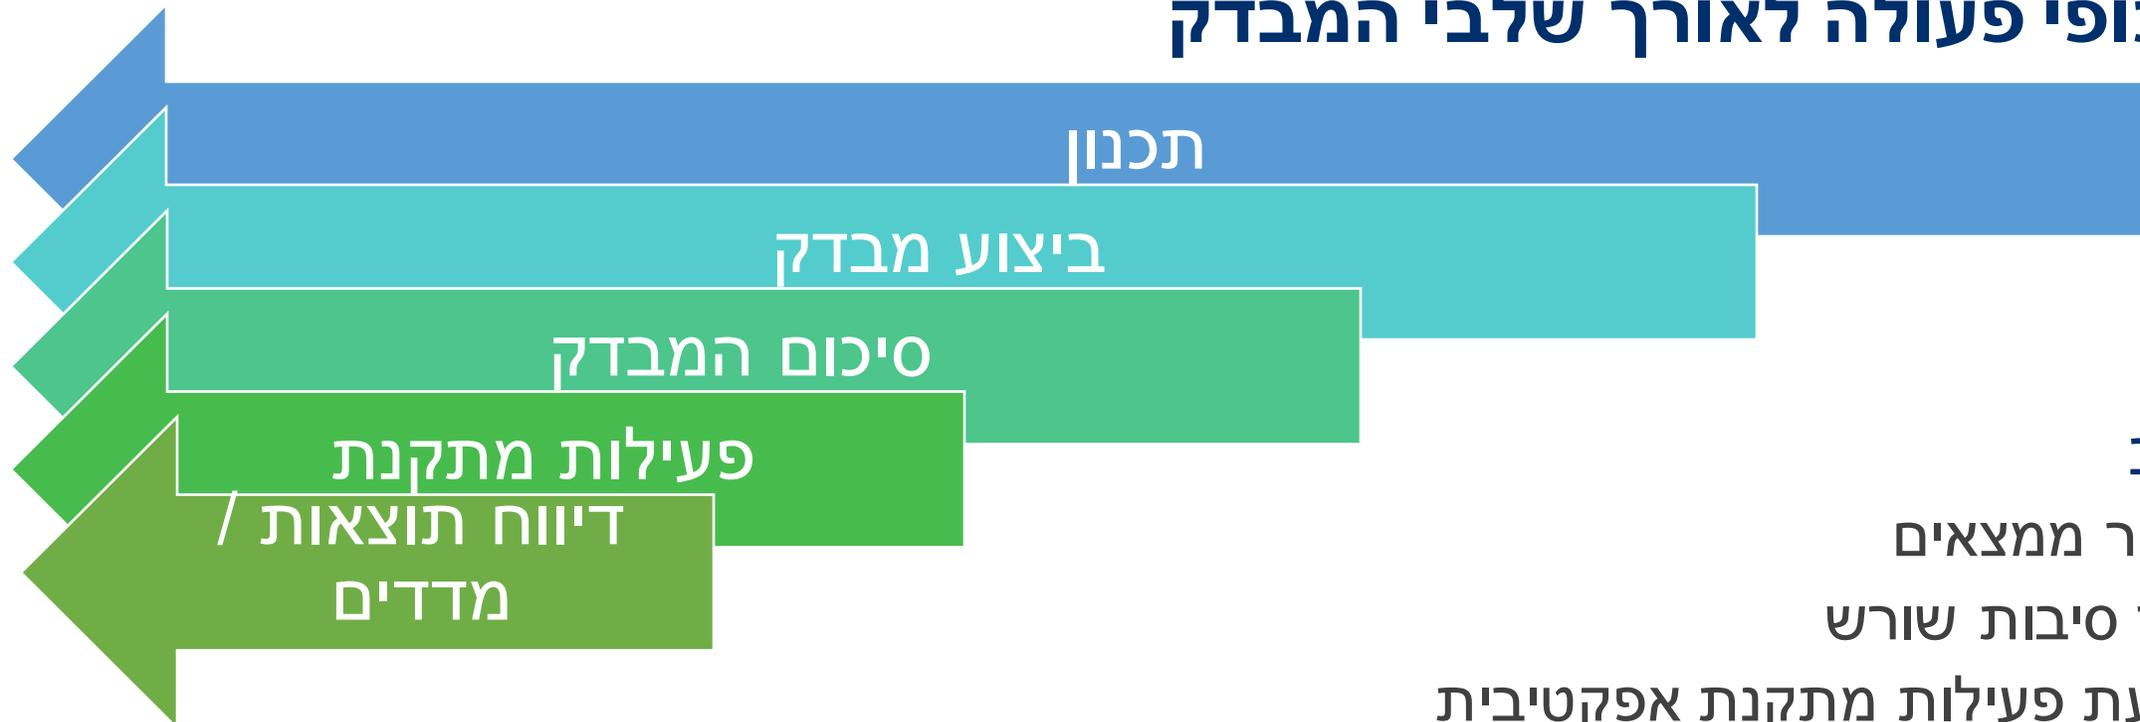 פעולה לאורך שלבי המבדק
תכנון
ביצוע מבדק
סיכום המבדק
פעילות מתקנת
דיווח תוצאות /
מדדים
ממצאים
סיבות שורש
פעילות מתקנת אפקטיבית